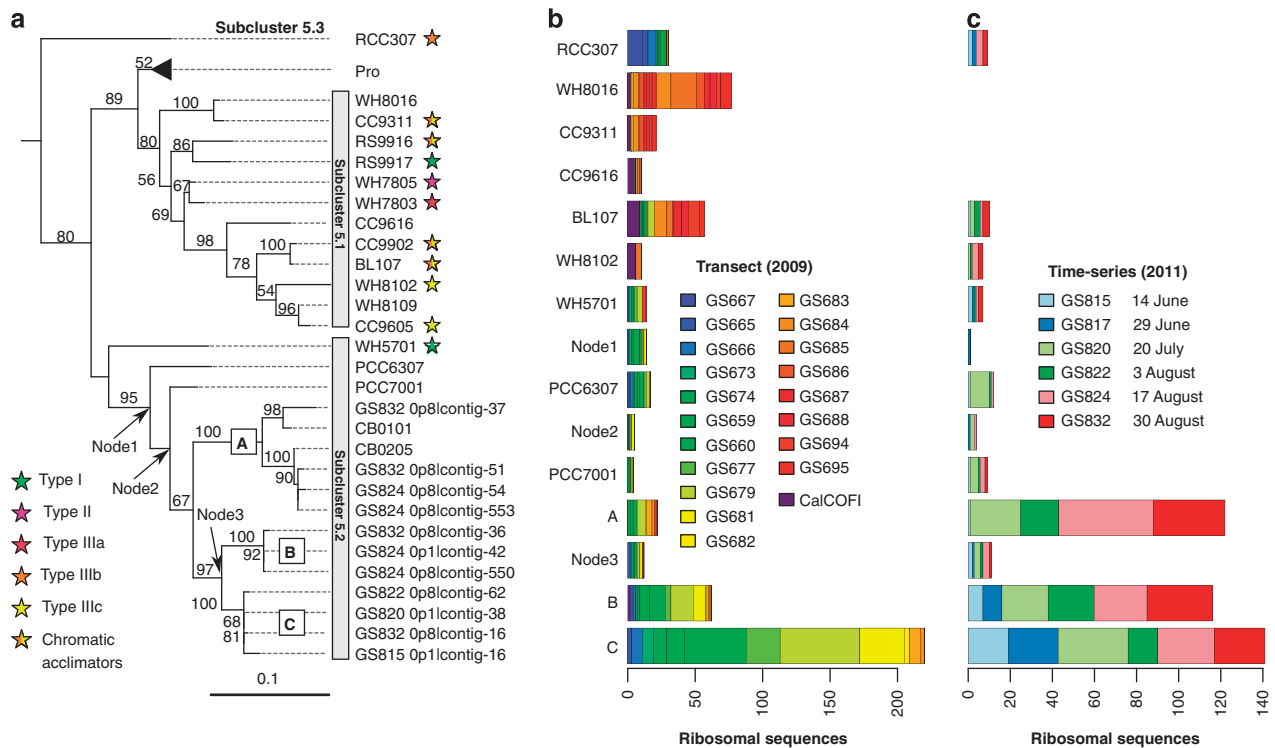 a
Subcluster 5.3
RCC307
52
Pro
89
100
WH8016
CC9311
80
86
RS9916
RS9917
56
67
WH7805
WH7803
69
CC9616
98
100
CC9902
80
78
BL107
WH8102
54
WH8109
96
CC9605
Subcluster 5.1
WH5701
PCC6307
95
PCC7001
Node1
98
GS832 0p8|contig-37
100
A
CB0101
Node2
100
CB0205
90
GS832 0p8|contig-51
GS824 0p8|contig-54
67
Node3
GS824 0p8|contig-553
100
GS832 0p8|contig-36
92
B
GS824 0p1|contig-42
97
GS824 0p8|contig-550
100
GS822 0p8|contig-62
68
C
GS820 0p1|contig-38
81
GS832 0p8|contig-16
GS815 0p1|contig-16
Subcluster 5.2
Type I
Type II
Type IIIa
Type IIIb
Type IIIc
Chromatic
acclimators
0.1
b
RCC307
WH8016
CC9311
CC9616
BL107
WH8102
WH5701
Node1
PCC6307
Node2
PCC7001
A
Node3
B
C
Transect (2009)
GS667
GS665
GS666
GS673
GS674
GS659
GS660
GS677
GS679
GS681
GS682
GS683
GS684
GS685
GS686
GS687
GS688
GS694
GS695
CalCOFI
0
50
100
150
200
Ribosomal sequences
c
Time-series (2011)
GS815 14 June
GS817 29 June
GS820 20 July
GS822 3 August
GS824 17 August
GS832 30 August
0
20
40
60
80
100
120
140
Ribosomal sequences